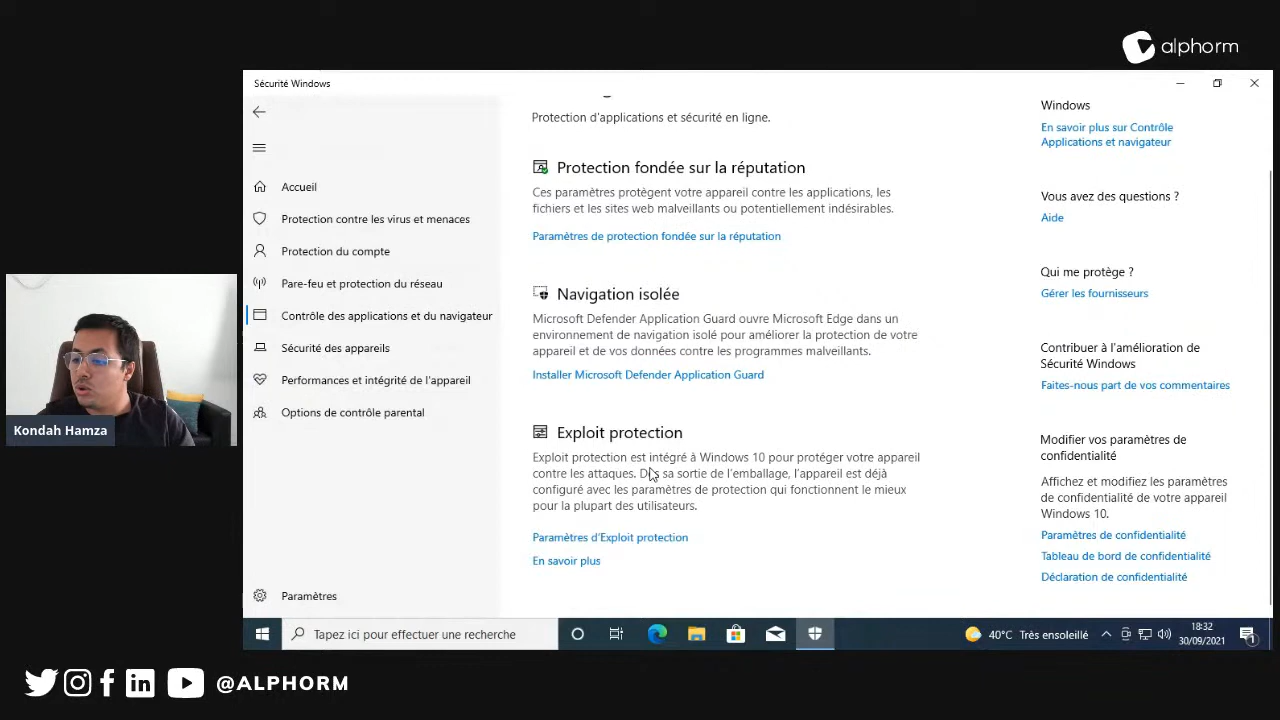 alphorm
Sécurité Windows
Accueil
Protection contre les virus et menaces
Protection du compte
Pare-feu et protection du réseau
Contrôle des applications et du navigateur
Sécurité des appareils
Performances et intégrité de l'appareil
Options de contrôle parental
Paramètres
Protection d'applications et sécurité en ligne.
Protection fondée sur la réputation
Ces paramètres protègent votre appareil contre les applications, les
fichiers et les sites web malveillants ou potentiellement indésirables.
Paramètres de protection fondée sur la réputation
Navigation isolée
Microsoft Defender Application Guard ouvre Microsoft Edge dans un
environnement de navigation isolé pour améliorer la protection de votre
appareil et de vos données contre les programmes malveillants.
Installer Microsoft Defender Application Guard
Exploit protection
Exploit protection est intégré à Windows 10 pour protéger votre appareil
contre les attaques. Dès sa sortie de l'emballage, l'appareil est déjà
configuré avec les paramètres de protection qui fonctionnent le mieux
pour la plupart des utilisateurs.
Paramètres d'Exploit protection
En savoir plus
Windows
En savoir plus sur Contrôle
Applications et navigateur
Vous avez des questions ?
Aide
Qui me protège ?
Gérer les fournisseurs
Contribuer à l'amélioration de
Sécurité Windows
Faites-nous part de vos commentaires
Modifier vos paramètres de
confidentialité
Affichez et modifiez les paramètres
de confidentialité de votre appareil
Windows 10.
Paramètres de confidentialité
Tableau de bord de confidentialité
Déclaration de confidentialité
Kondah Hamza
Tapez ici pour effectuer une recherche
40°C Très ensoleillé
18:32
30/09/2021
1
@ALPHORM